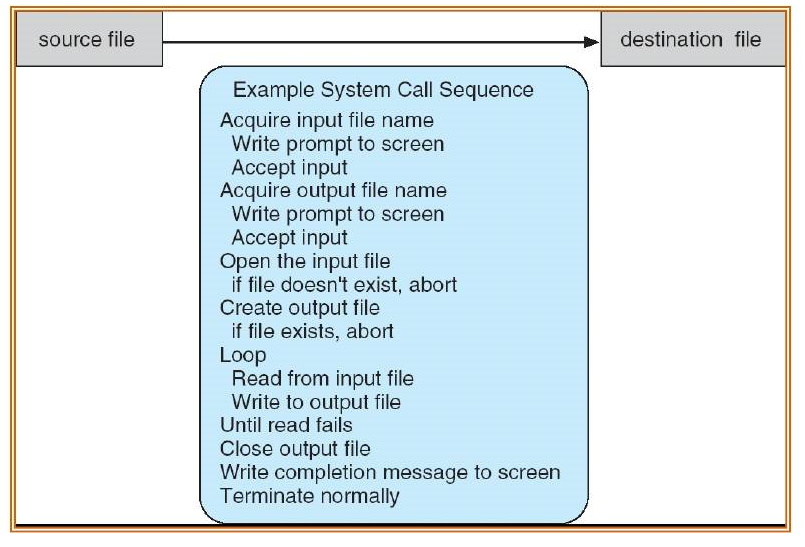 source file
destination file
Example System Call Sequence
Acquire input file name
Write prompt to screen
Accept input
Acquire output file name
Write prompt to screen
Accept input
Open the input file
if file doesn't exist, abort
Create output file
if file exists, abort
Loop
Read from input file
Write to output file
Until read fails
Close output file
Write completion message to screen
Terminate normally